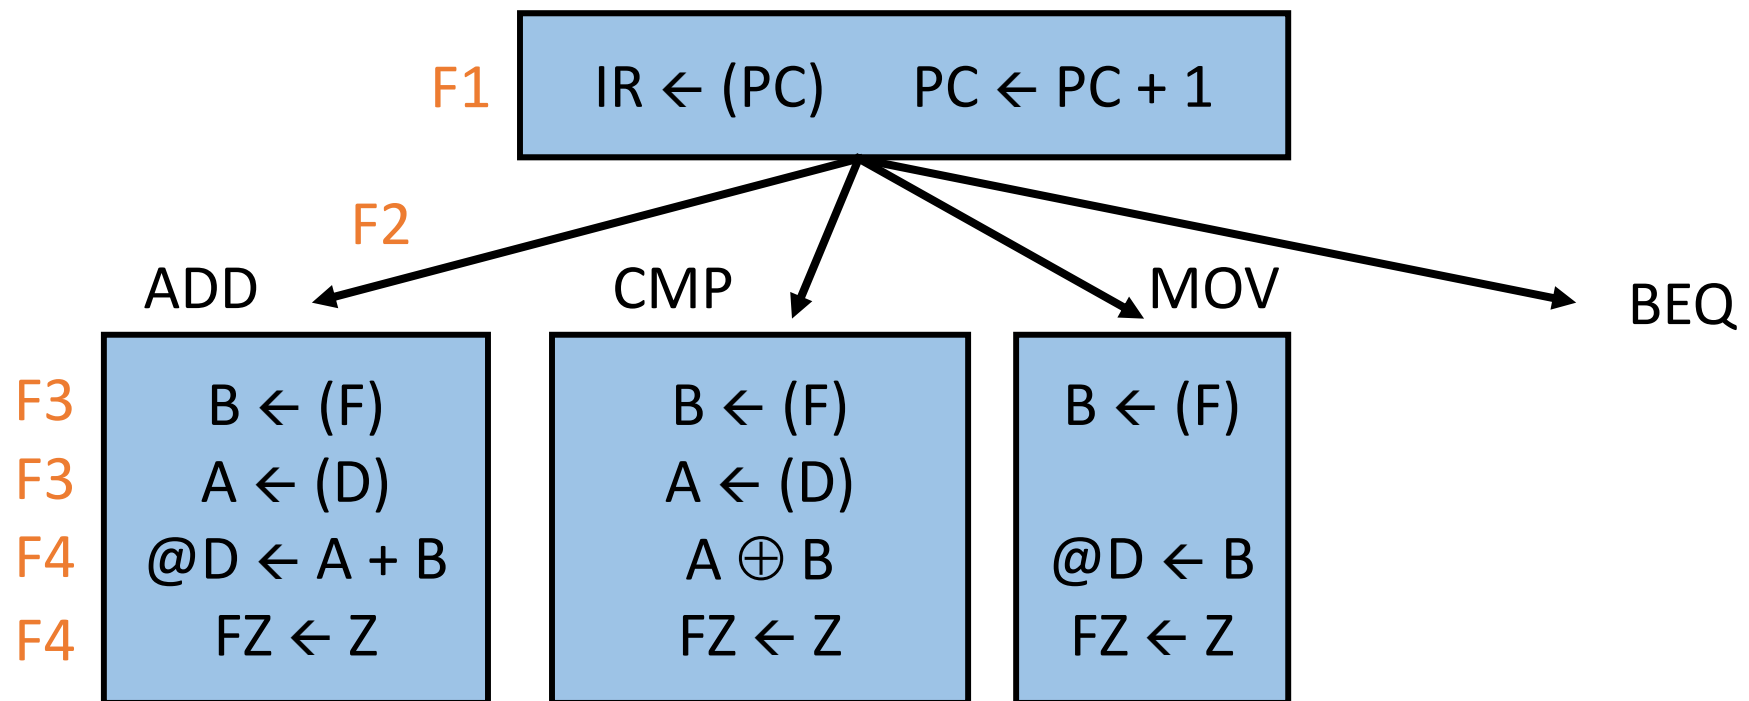 F1 IR ← (PC) PC ← PC + 1
F2
ADD CMP MOV BEQ
F3 B ← (F) B ← (F) B ← (F)
F3 A ← (D) A ← (D)
F4 @D ← A + B A ⊕ B @D ← B
F4 FZ ← Z FZ ← Z FZ ← Z